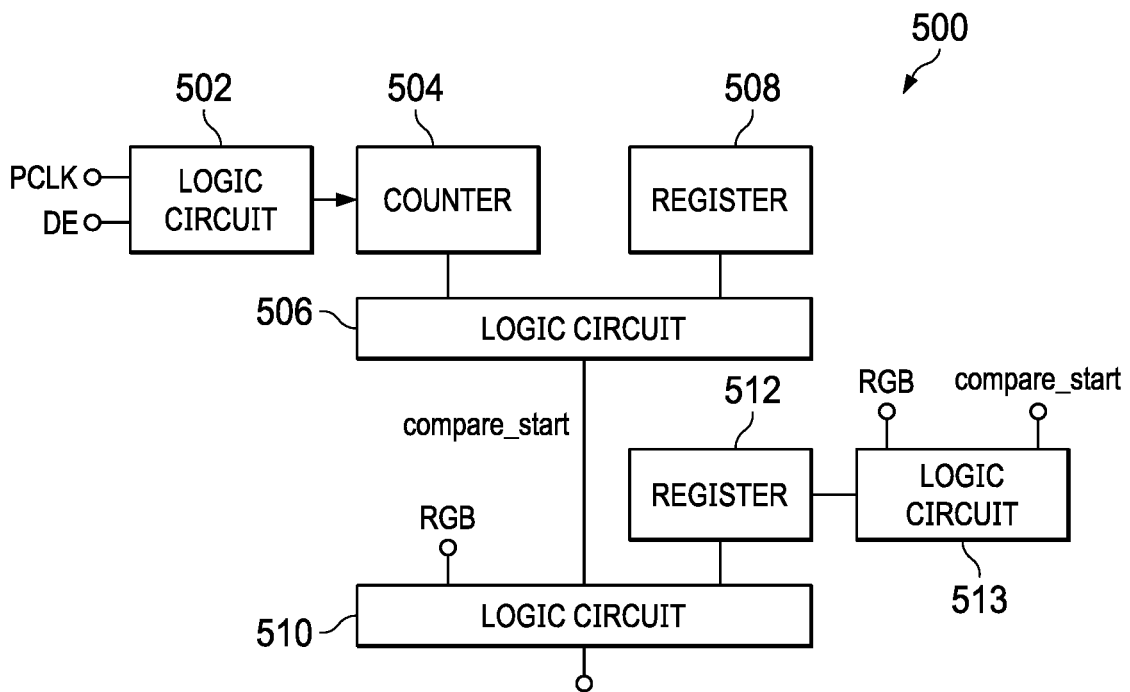 500
502
504
508
PCLK
DE
LOGIC
CIRCUIT
COUNTER
REGISTER
506
LOGIC CIRCUIT
compare_start
512
RGB
compare_start
REGISTER
LOGIC
CIRCUIT
513
RGB
510
LOGIC CIRCUIT